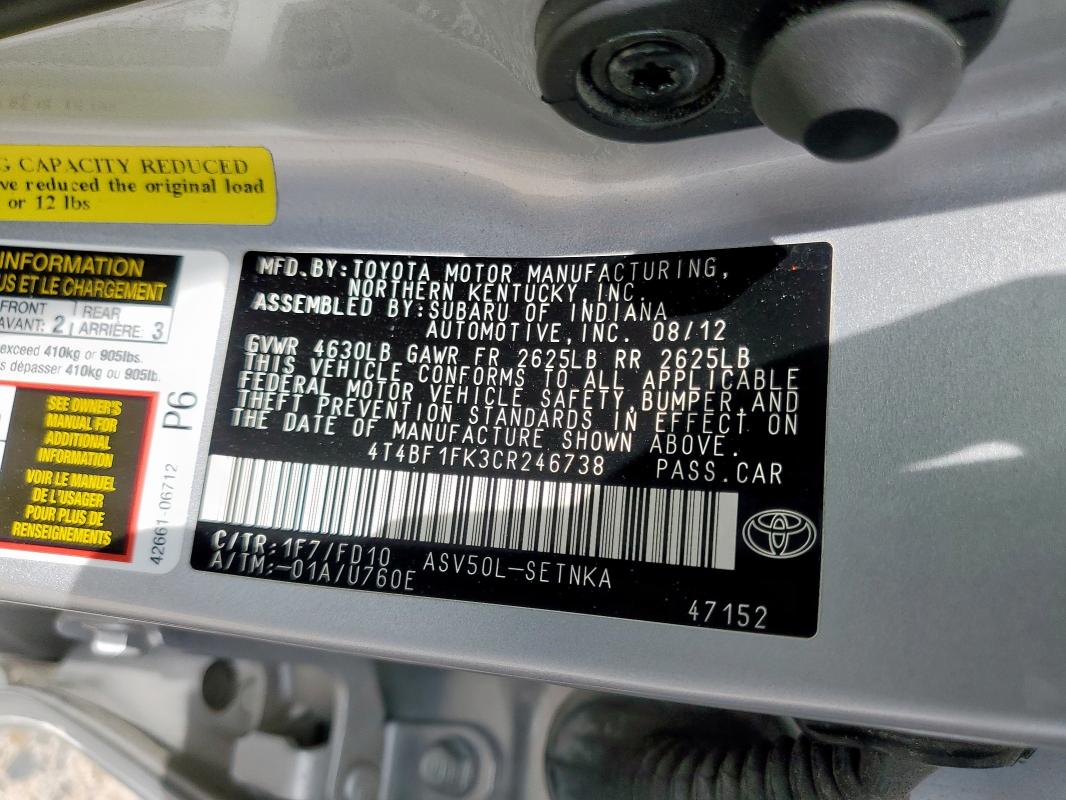 G CAPACITY REDUCED
ve reduced the original load
or 12 lbs
INFORMATION
US ET LE CHARGEMENT
FRONT
AVANT: 2
REAR
ARRIÈRE: 3
exceed 410kg or 905lbs.
s dépasser 410kg ou 905lb.
SEE OWNER'S
MANUAL FOR
ADDITIONAL
INFORMATION
VOIR LE MANUEL
DE L'USAGER
POUR PLUS DE
RENSEIGNEMENTS
42661-06712 P6
MFD.BY:TOYOTA MOTOR MANUFACTURING,
NORTHERN KENTUCKY, INC.
ASSEMBLED BY:SUBARU OF INDIANA
AUTOMOTIVE,INC. 08/12
GVWR 4630LB GAWR FR 2625LB RR 2625LB
THIS VEHICLE CONFORMS TO ALL APPLICABLE
FEDERAL MOTOR VEHICLE SAFETY,BUMPER,AND
THEFT PREVENTION STANDARDS IN EFFECT ON
THE DATE OF MANUFACTURE SHOWN ABOVE.
4T4BF1FK3CR246738 PASS.CAR
C/TR:1F7/FD10 ASV50L-SETNKA
A/TM:-01A/U760E
47152